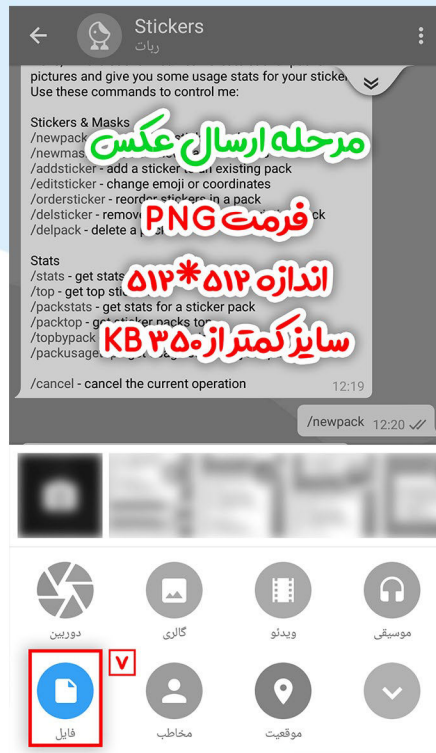 Stickers
ربات
pictures and give you some usage stats for your sticker
Use these commands to control me:
Stickers & Masks
مرحله ارسال عکس
/addsticker - add a sticker to an existing pack
/editsticker - change emoji or coordinates
/ordersticker - reorder stickers in a pack
/delsticker - remov
/delpack - delete a
فرمت PNG
Stats
/stats - get stats
اندازه ۵۱۲*۵۱۲
/top - get top
/packstats - get stats for a sticker pack
/packtop - get sticker packs top
/topbypack
سایز کمتر از ۳۵۰ KB
/packusage
/cancel - cancel the current operation
12:19
/newpack 12:20
دوربین
گالری
ویدئو
موسیقی
۷
فایل
مخاطب
موقعیت